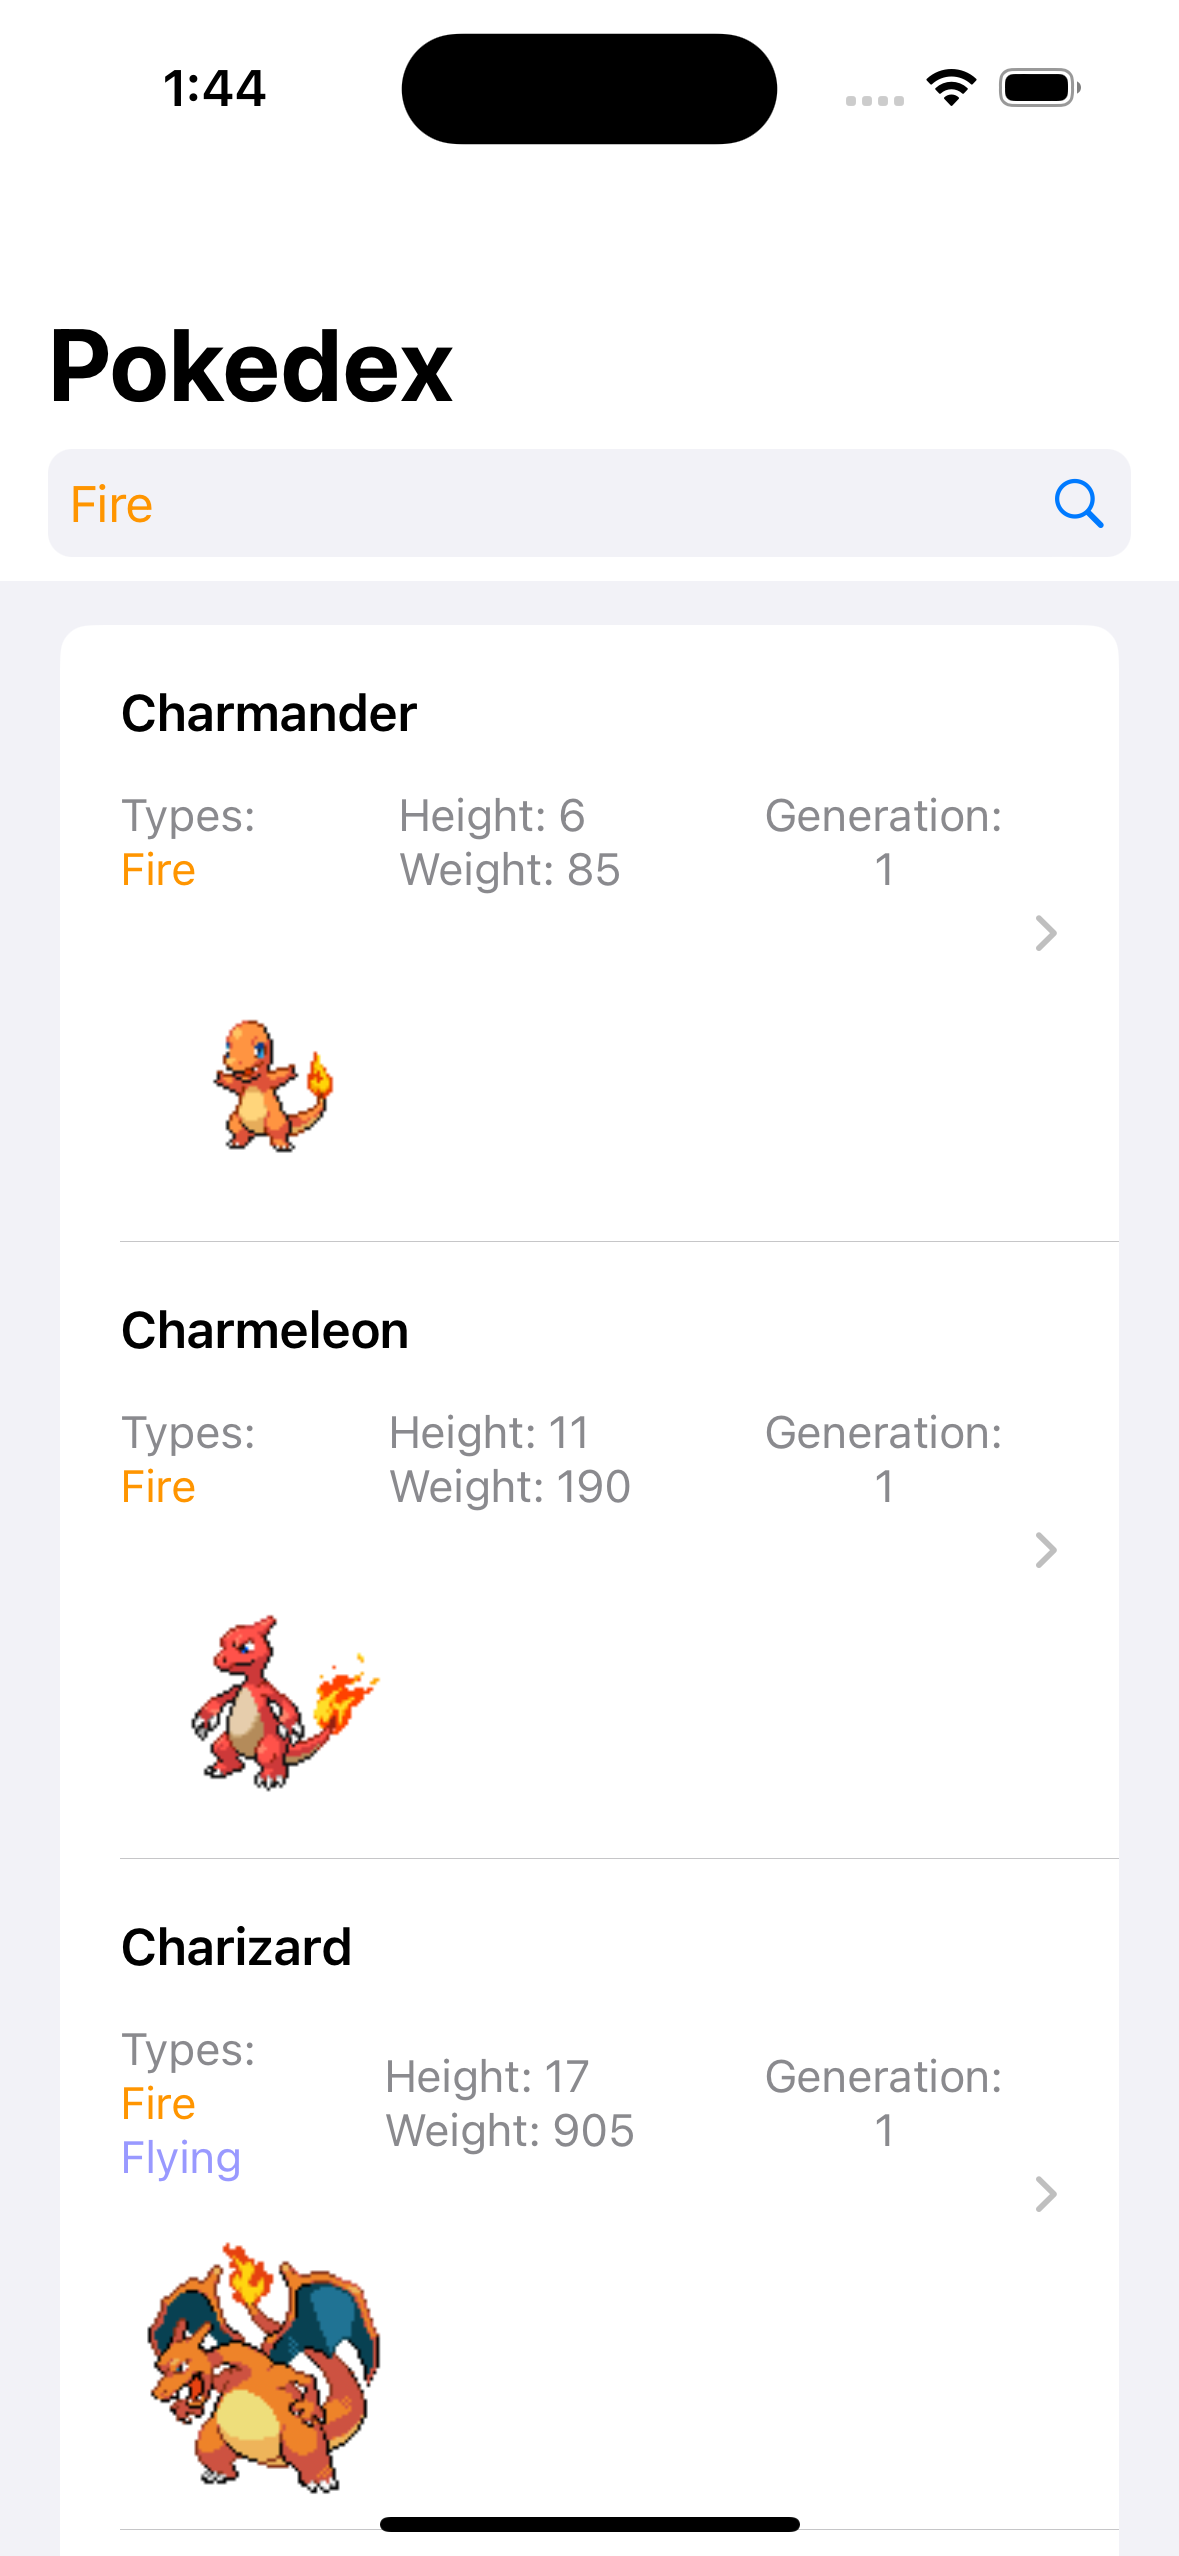 1:44
Pokedex
Fire
Charmander
Types: Height: 6 Generation:
Fire Weight: 85 1
Charmeleon
Types: Height: 11 Generation:
Fire Weight: 190 1
Charizard
Types:
Height: 17 Generation:
Fire
Weight: 905 1
Flying